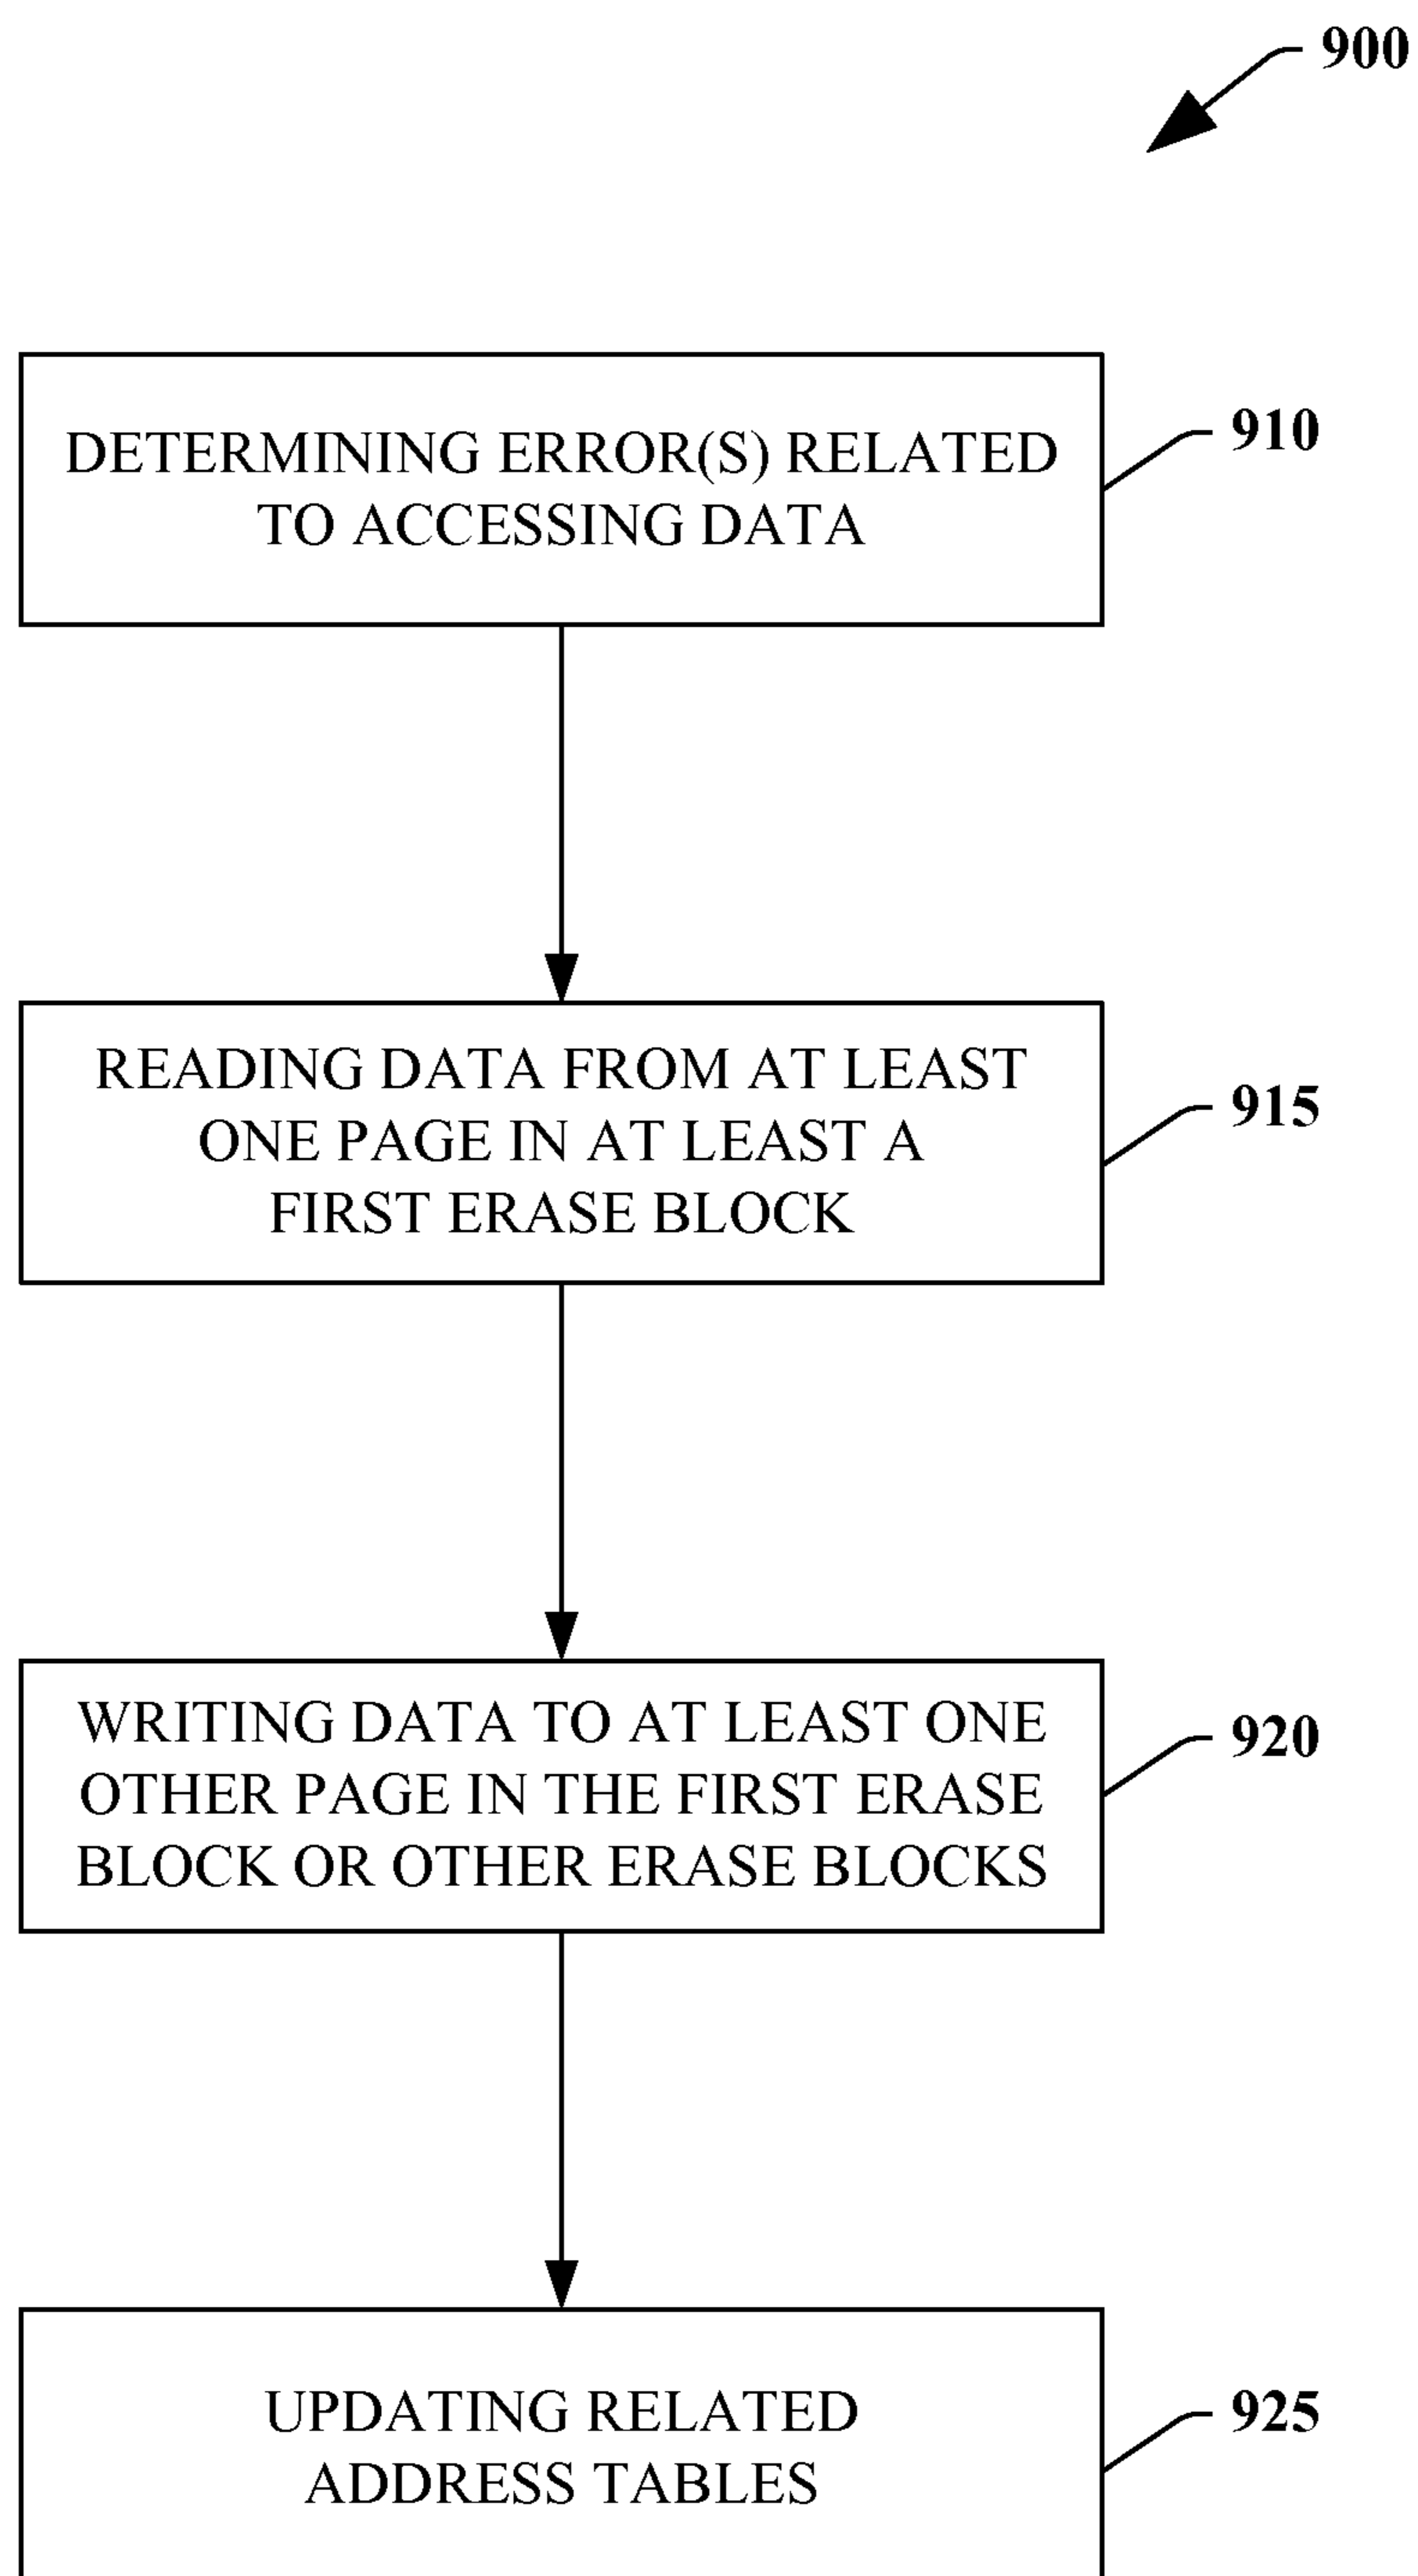 900
DETERMINING ERROR(S) RELATED
TO ACCESSING DATA
910
READING DATA FROM AT LEAST
ONE PAGE IN AT LEAST A
FIRST ERASE BLOCK
915
WRITING DATA TO AT LEAST ONE
OTHER PAGE IN THE FIRST ERASE
BLOCK OR OTHER ERASE BLOCKS
920
UPDATING RELATED
ADDRESS TABLES
925